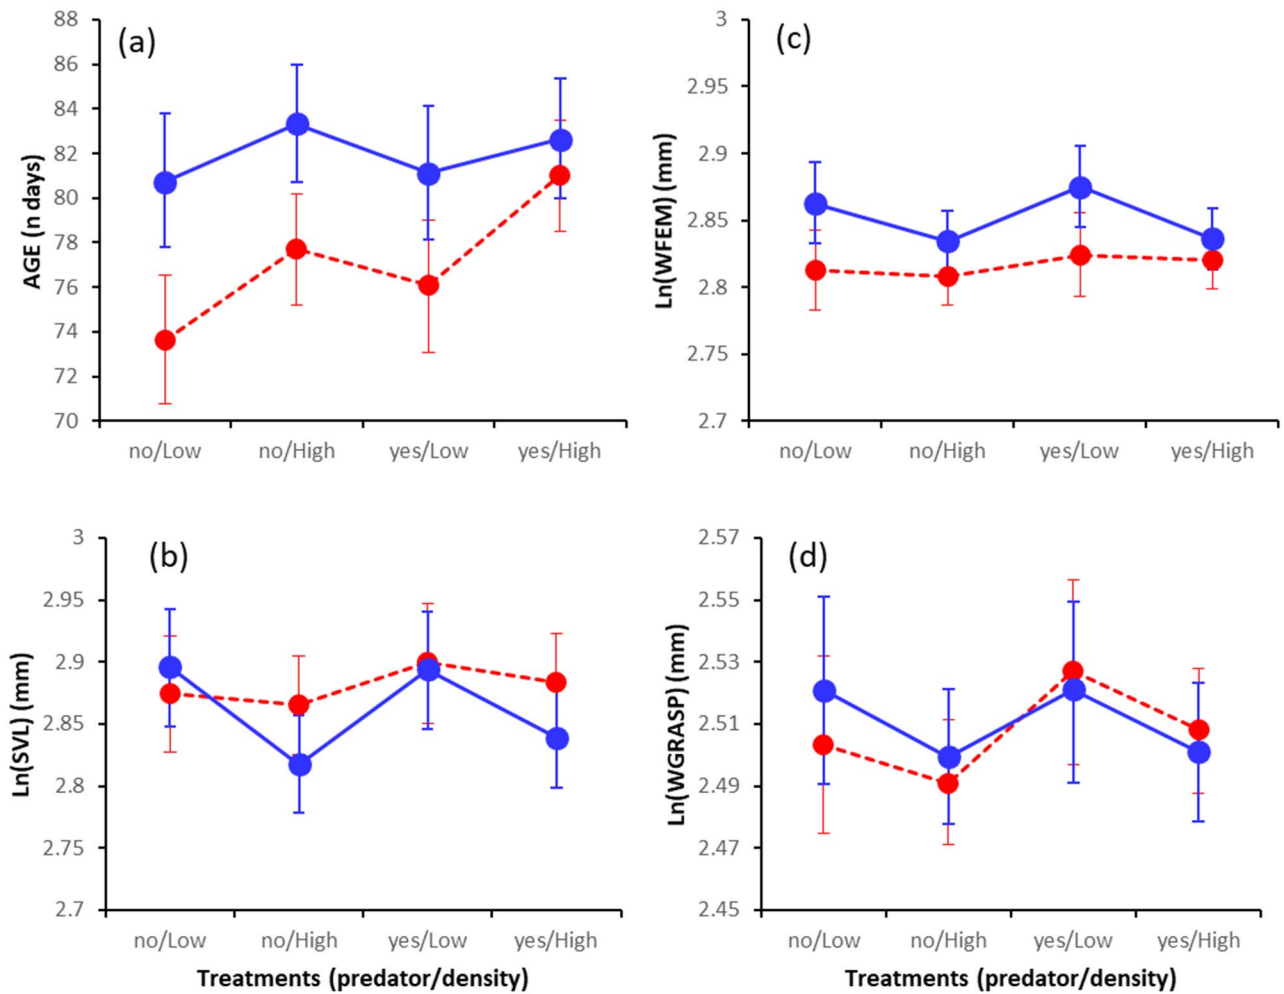 (a)
AGE (n days)
88
86
84
82
80
78
76
74
72
70
no/Low no/High yes/Low yes/High
(c)
Ln(WFEM) (mm)
3
2.95
2.9
2.85
2.8
2.75
2.7
no/Low no/High yes/Low yes/High
(b)
Ln(SVL) (mm)
3
2.95
2.9
2.85
2.8
2.75
2.7
no/Low no/High yes/Low yes/High
Treatments (predator/density)
(d)
Ln(WGRASP) (mm)
2.57
2.55
2.53
2.51
2.49
2.47
2.45
no/Low no/High yes/Low yes/High
Treatments (predator/density)